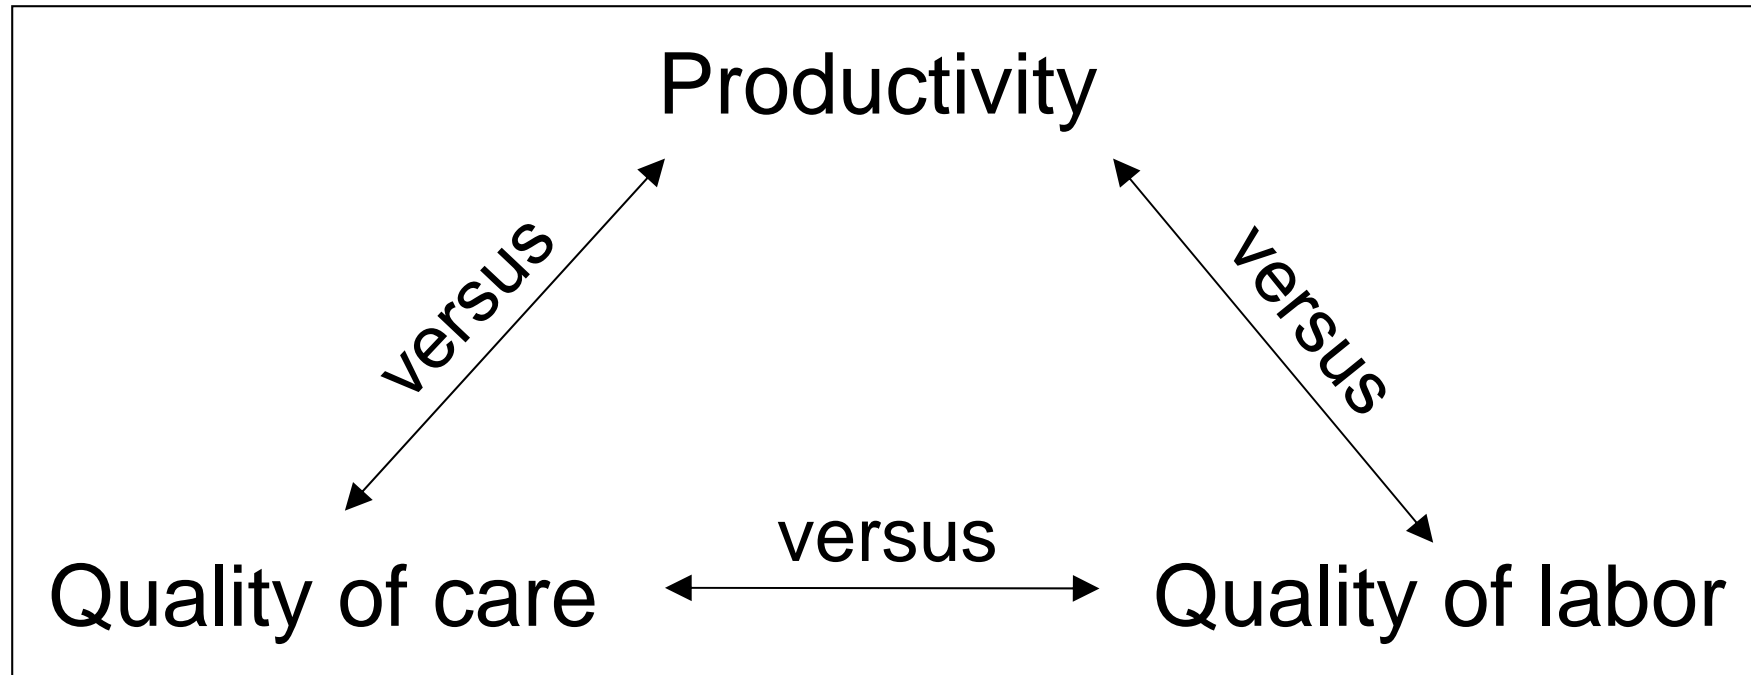 Productivity
versus
versus
versus
Quality of care
Quality of labor